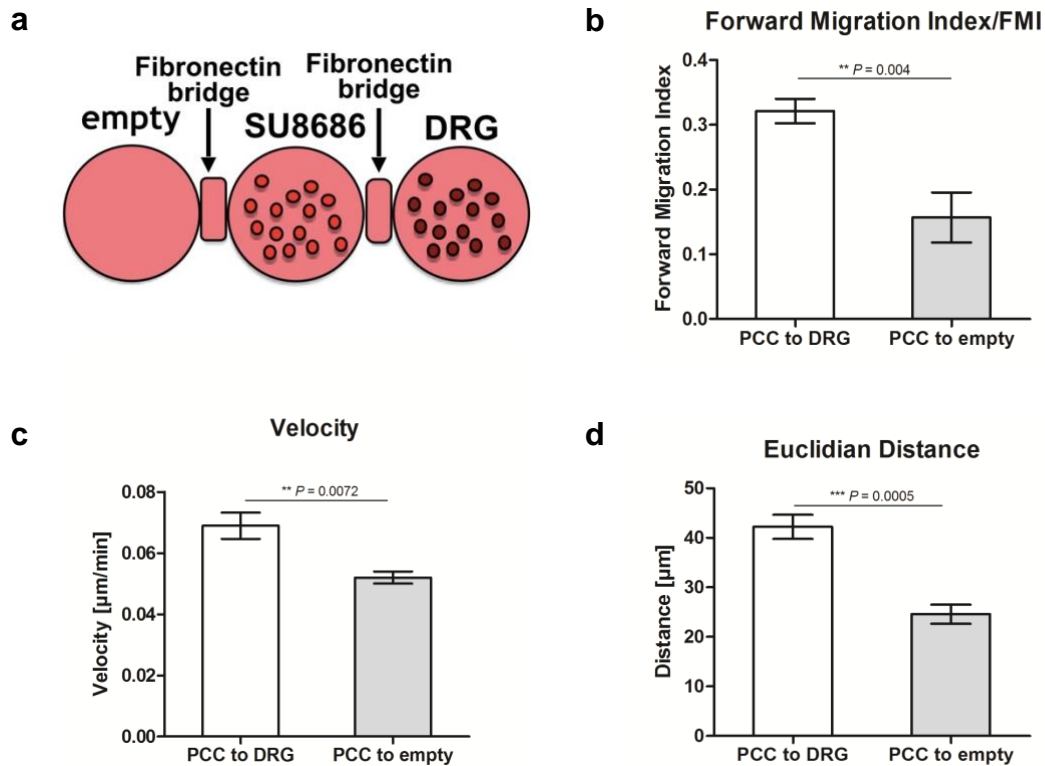 a
Fibronectin
bridge
Fibronectin
bridge
empty
SU8686
DRG
b
Forward Migration Index/FMI
** P = 0.004
Forward Migration Index
0.4
0.3
0.2
0.1
0.0
PCC to DRG
PCC to empty
c
Velocity
** P = 0.0072
Velocity [µm/min]
0.08
0.06
0.04
0.02
0.00
PCC to DRG
PCC to empty
d
Euclidian Distance
*** P = 0.0005
Distance [µm]
50
40
30
20
10
0
PCC to DRG
PCC to empty